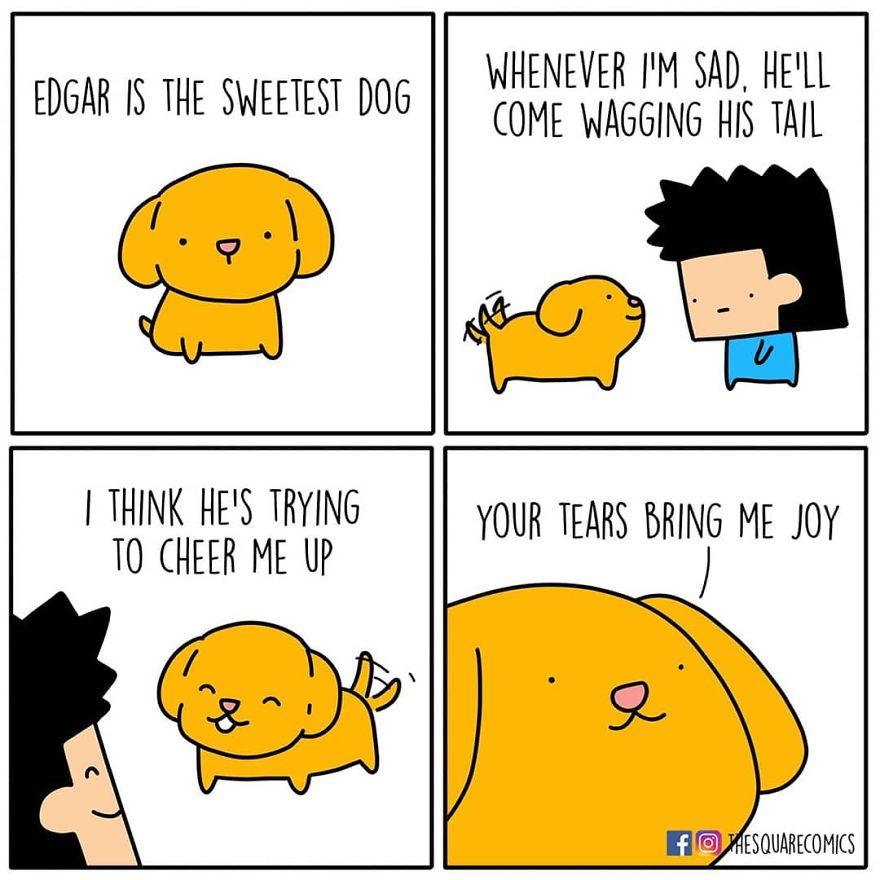 EDGAR IS THE SWEETEST DOG
WHENEVER I'M SAD, HE'LL
COME WAGGING HIS TAIL
I THINK HE'S TRYING
TO CHEER ME UP
YOUR TEARS BRING ME JOY
THESQUARECOMICS